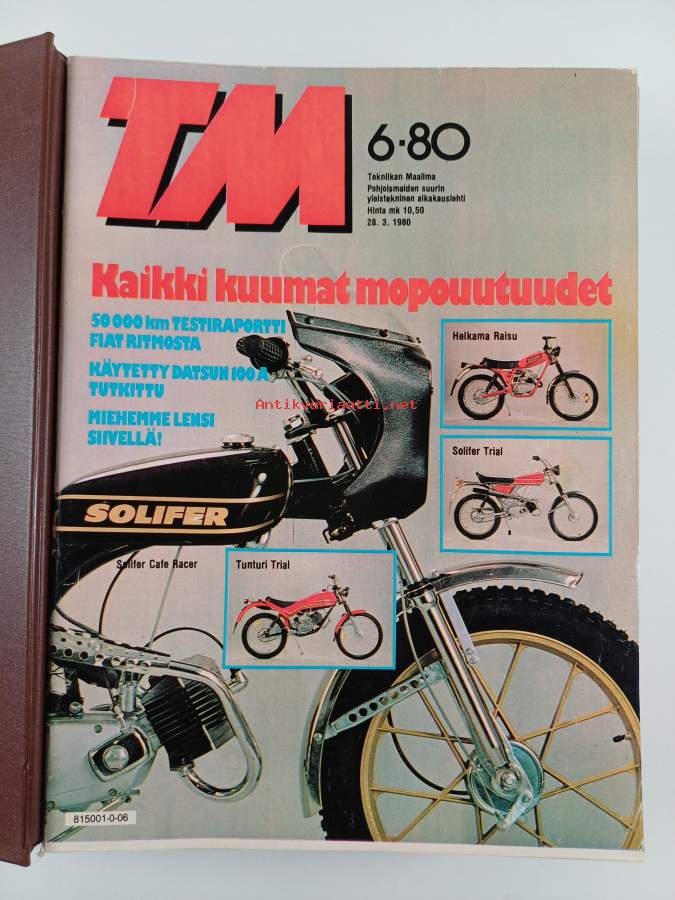 TM
6·80
Tekniikan Maailma
Pohjoismaiden suurin
yleistekninen aikakauslehti
Hinta mk 10,50
28. 3. 1980
Kaikki kuumat mopouutuudet
50 000 km TESTIRAPORTTI
FIAT RITMOSTA
KÄYTETTY DATSUN 100 A
TUTKITTU
MIEHEMME LENSI
SIIVELLÄ!
Antikvariaatti.net
Helkama Raisu
Solifer Trial
SOLIFER
Solifer Cafe Racer
Tunturi Trial
815001-0-06